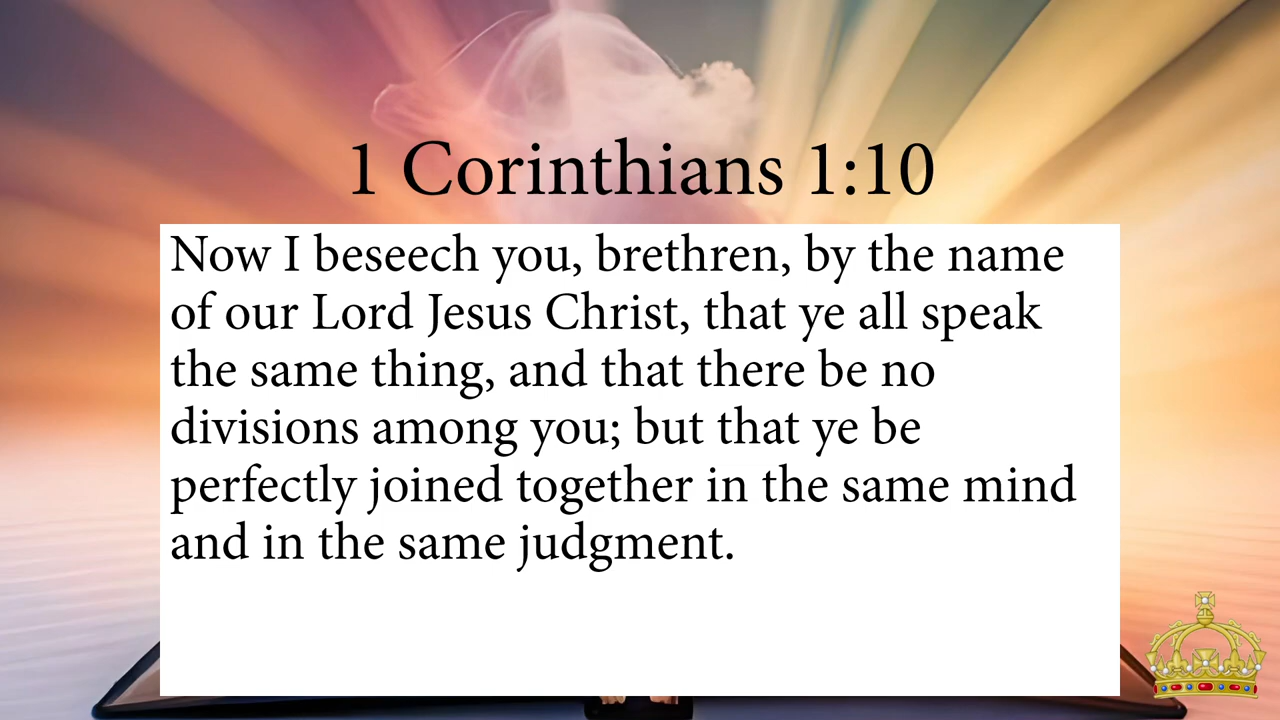 1 Corinthians 1:10
Now I beseech you, brethren, by the name
of our Lord Jesus Christ, that ye all speak
the same thing, and that there be no
divisions among you; but that ye be
perfectly joined together in the same mind
and in the same judgment.